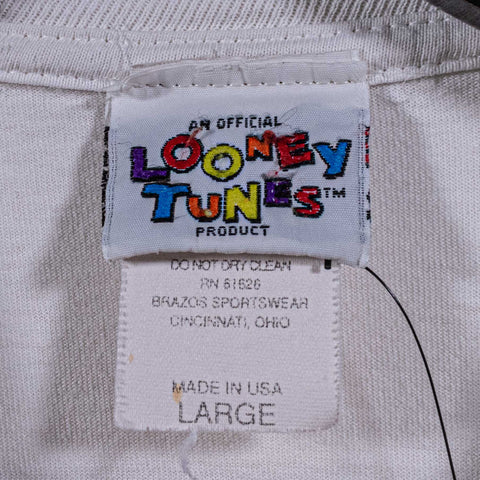 AN OFFICIAL
LOONEY
TUNES™
PRODUCT
DO NOT DRY CLEAN
RN 61626
BRAZOS SPORTSWEAR
CINCINNATI, OHIO
MADE IN USA
LARGE